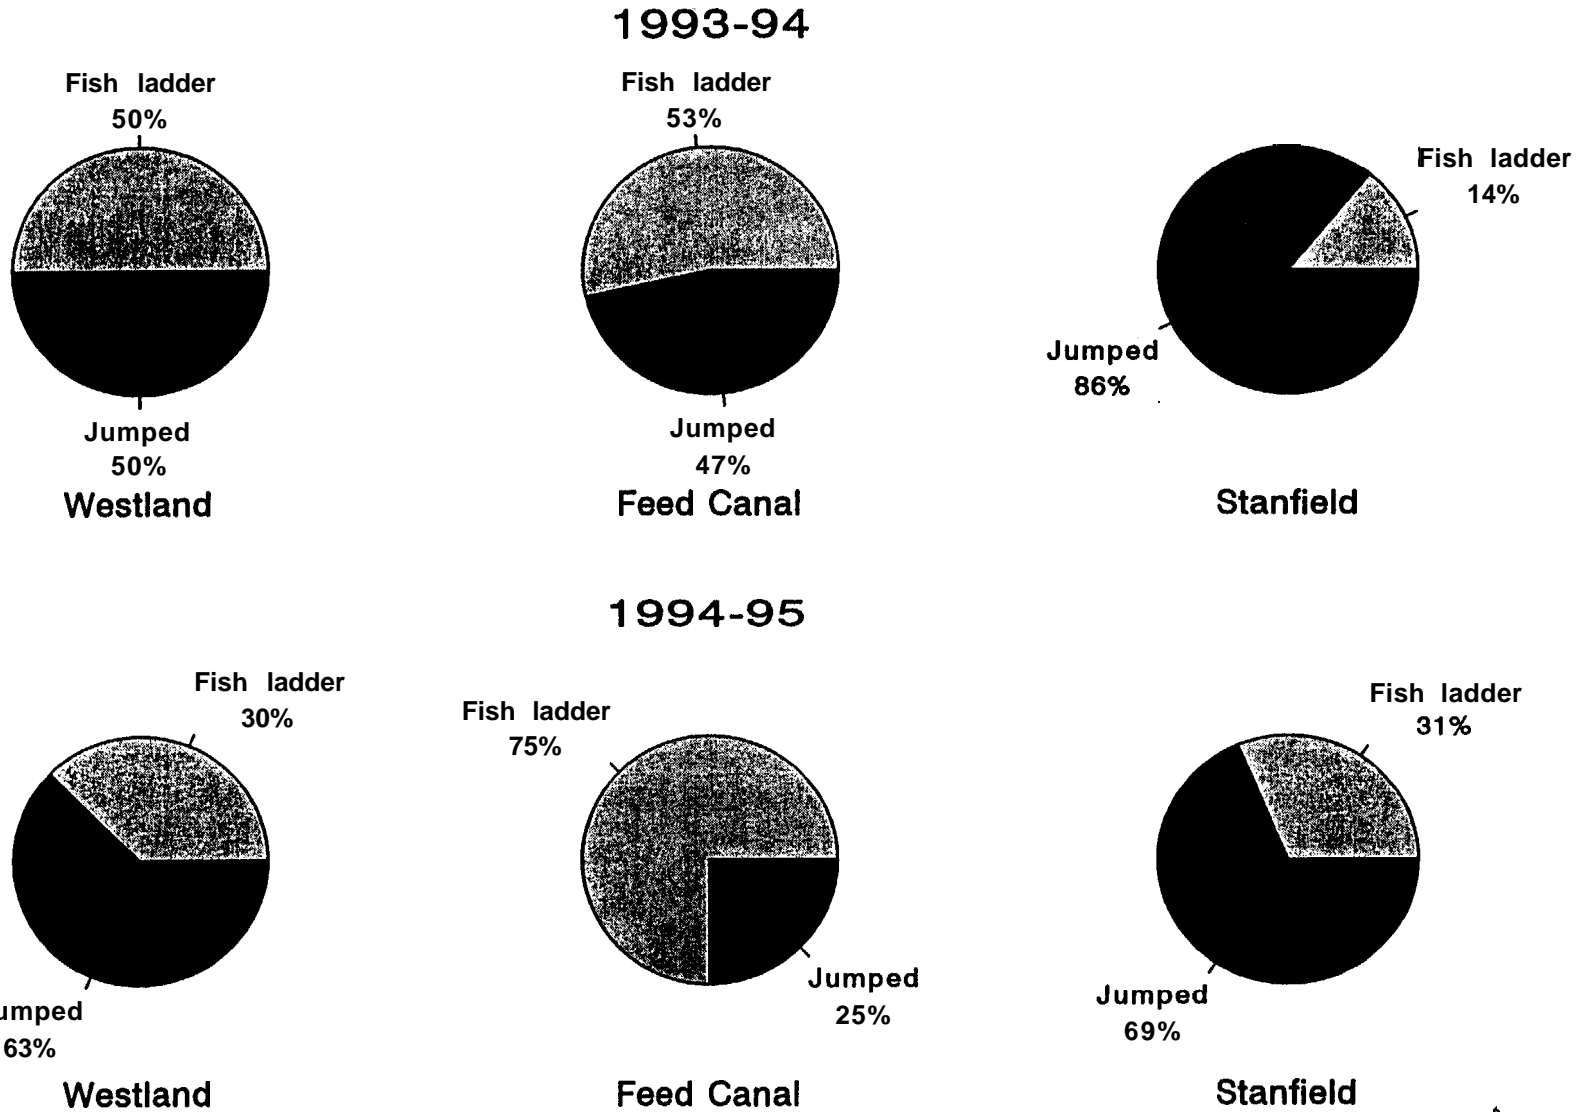 1993-94
Fish ladder
50%
Jumped
50%
Westland
Fish ladder
53%
Jumped
47%
Feed Canal
Fish ladder
14%
Jumped
86%
Stanfield
1994-95
Fish ladder
30%
umped
63%
Westland
Fish ladder
75%
Jumped
25%
Feed Canal
Fish ladder
31%
Jumped
69%
Stanfield